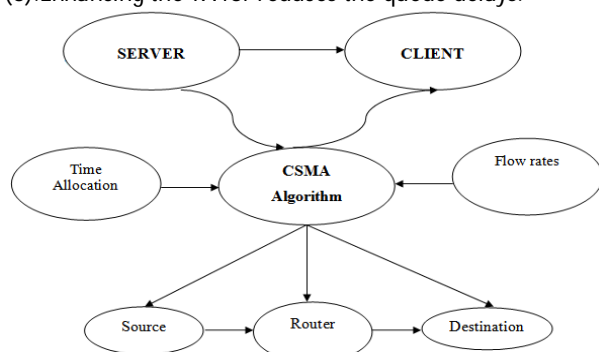 SERVER
CLIENT
Time
Allocation
CSMA
Algorithm
Flow rates
Source
Router
Destination